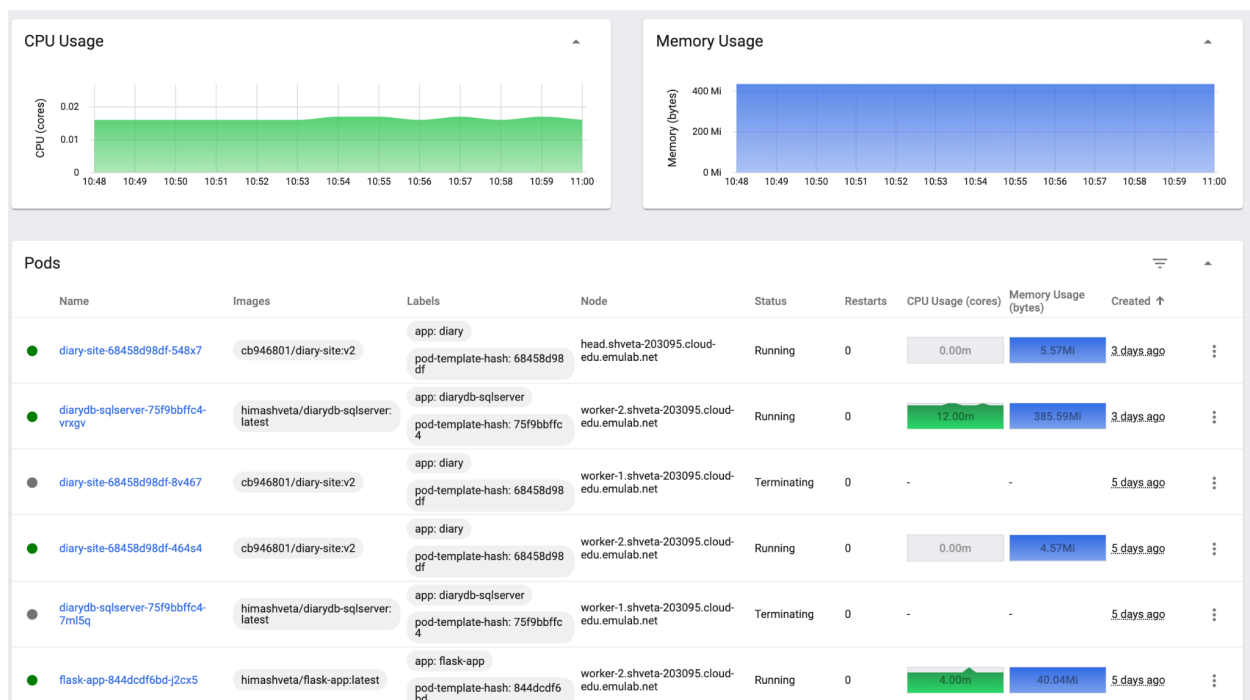 CPU Usage
CPU (cores)
0.02
0.01
0
10:48 10:49 10:50 10:51 10:52 10:53 10:54 10:55 10:56 10:57 10:58 10:59 11:00
Memory Usage
Memory (bytes)
400 Mi
200 Mi
0 Mi
10:48 10:49 10:50 10:51 10:52 10:53 10:54 10:55 10:56 10:57 10:58 10:59 11:00
Pods
Name Images Labels Node Status Restarts CPU Usage (cores) Memory Usage
(bytes) Created ↑
diary-site-68458d98df-548x7
cb946801/diary-site:v2
app: diary
pod-template-hash: 68458d98
df
head.shveta-203095.cloud-
edu.emulab.net
Running 0 0.00m 5.57Mi 3 days ago
diarydb-sqlserver-75f9bbffc4-
vrxgv
himashveta/diarydb-sqlserver:
latest
app: diarydb-sqlserver
pod-template-hash: 75f9bbffc
4
worker-2.shveta-203095.cloud-
edu.emulab.net
Running 0 12.00m 385.59Mi 3 days ago
diary-site-68458d98df-8v467
cb946801/diary-site:v2
app: diary
pod-template-hash: 68458d98
df
worker-1.shveta-203095.cloud-
edu.emulab.net
Terminating 0 - - 5 days ago
diary-site-68458d98df-464s4
cb946801/diary-site:v2
app: diary
pod-template-hash: 68458d98
df
worker-2.shveta-203095.cloud-
edu.emulab.net
Running 0 0.00m 4.57Mi 5 days ago
diarydb-sqlserver-75f9bbffc4-
7ml5q
himashveta/diarydb-sqlserver:
latest
app: diarydb-sqlserver
pod-template-hash: 75f9bbffc
4
worker-1.shveta-203095.cloud-
edu.emulab.net
Terminating 0 - - 5 days ago
flask-app-844dcdf6bd-j2cx5
himashveta/flask-app:latest
app: flask-app
pod-template-hash: 844dcdf6
bd
worker-2.shveta-203095.cloud-
edu.emulab.net
Running 0 4.00m 40.04Mi 5 days ago